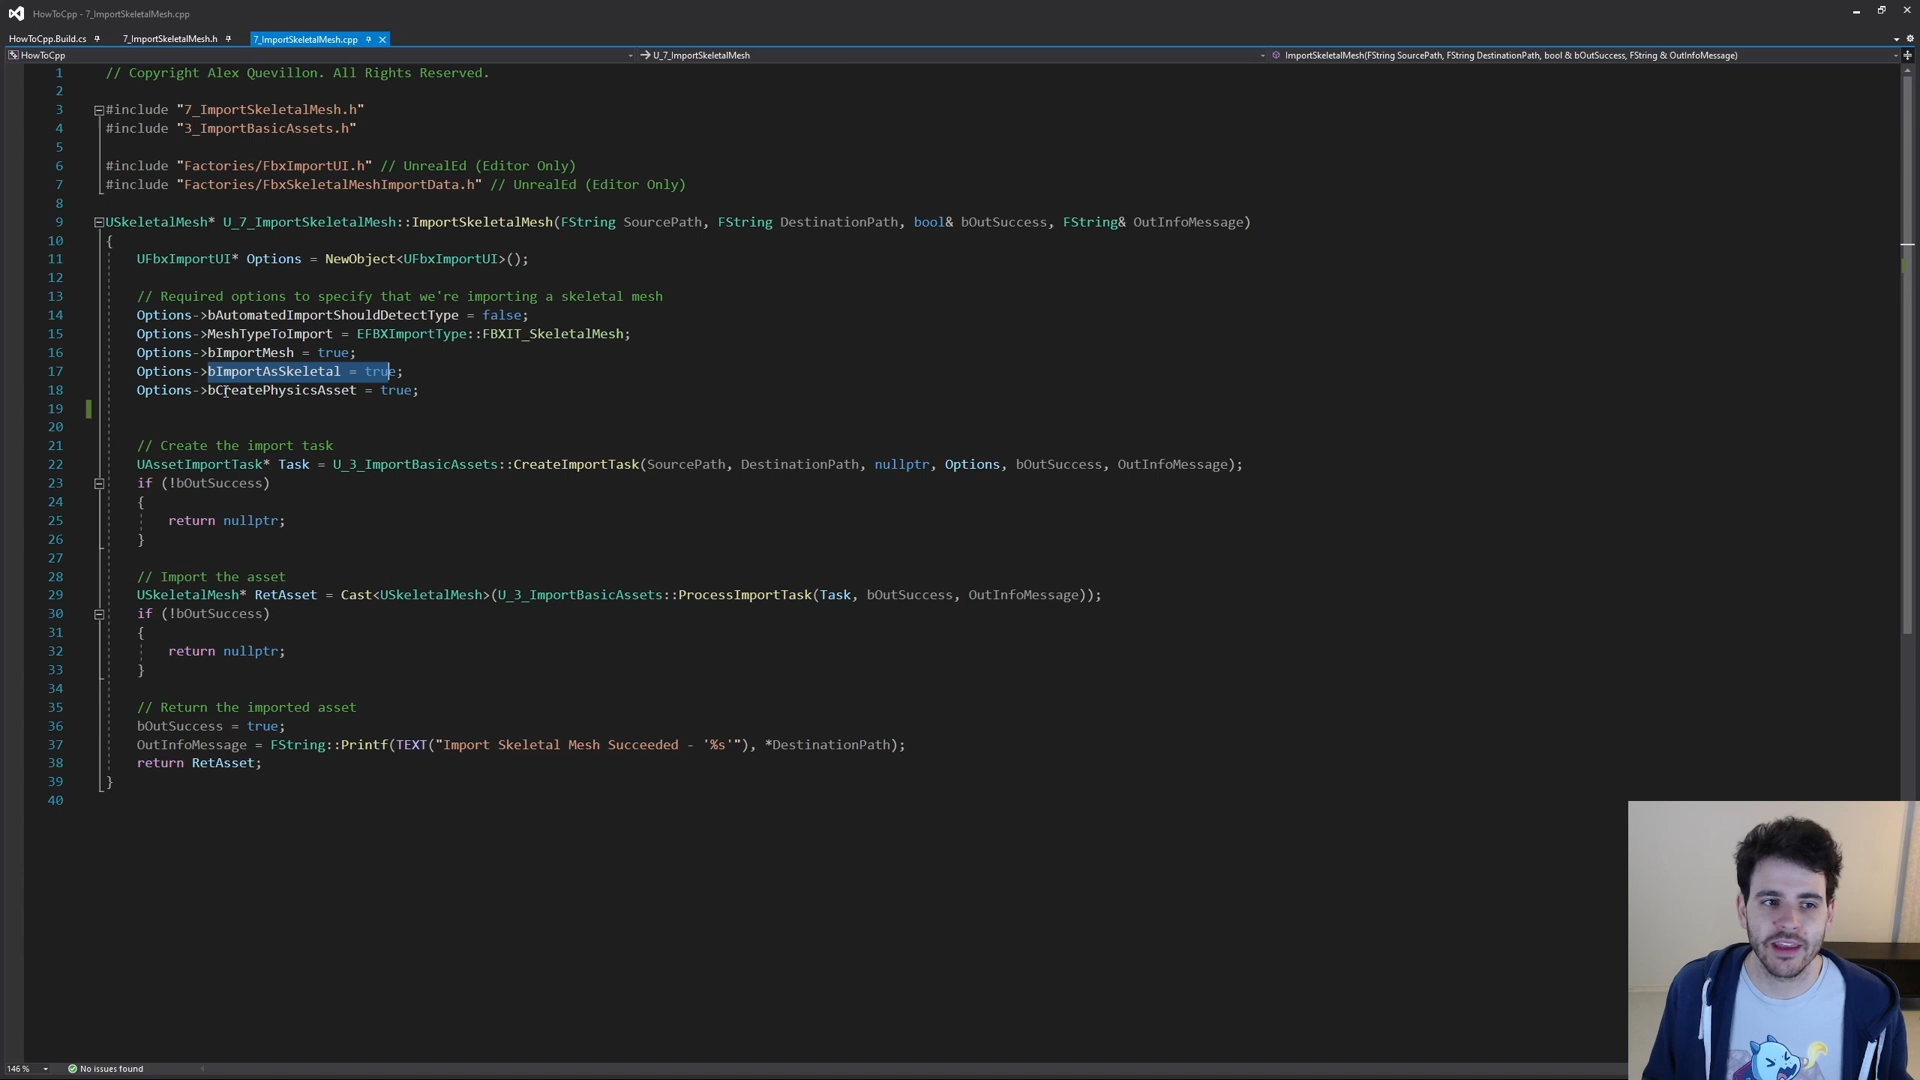 HowToCpp - 7_ImportSkeletalMesh.cpp
HowToCpp.Build.cs 7_ImportSkeletalMesh.h 7_ImportSkeletalMesh.cpp
HowToCpp U_7_ImportSkeletalMesh ImportSkeletalMesh(FString SourcePath, FString DestinationPath, bool & bOutSuccess, FString & OutInfoMessage)
1 // Copyright Alex Quevillon. All Rights Reserved.
2
3 #include "7_ImportSkeletalMesh.h"
4 #include "3_ImportBasicAssets.h"
5
6 #include "Factories/FbxImportUI.h" // UnrealEd (Editor Only)
7 #include "Factories/FbxSkeletalMeshImportData.h" // UnrealEd (Editor Only)
8
9 USkeletalMesh* U_7_ImportSkeletalMesh::ImportSkeletalMesh(FString SourcePath, FString DestinationPath, bool& bOutSuccess, FString& OutInfoMessage)
10 {
11 UFbxImportUI* Options = NewObject<UFbxImportUI>();
12
13 // Required options to specify that we're importing a skeletal mesh
14 Options->bAutomatedImportShouldDetectType = false;
15 Options->MeshTypeToImport = EFBXImportType::FBXIT_SkeletalMesh;
16 Options->bImportMesh = true;
17 Options->bImportAsSkeletal = true;
18 Options->bCreatePhysicsAsset = true;
19
20
21 // Create the import task
22 UAssetImportTask* Task = U_3_ImportBasicAssets::CreateImportTask(SourcePath, DestinationPath, nullptr, Options, bOutSuccess, OutInfoMessage);
23 if (!bOutSuccess)
24 {
25 return nullptr;
26 }
27
28 // Import the asset
29 USkeletalMesh* RetAsset = Cast<USkeletalMesh>(U_3_ImportBasicAssets::ProcessImportTask(Task, bOutSuccess, OutInfoMessage));
30 if (!bOutSuccess)
31 {
32 return nullptr;
33 }
34
35 // Return the imported asset
36 bOutSuccess = true;
37 OutInfoMessage = FString::Printf(TEXT("Import Skeletal Mesh Succeeded - '%s'"), *DestinationPath);
38 return RetAsset;
39 }
40
146 % No issues found